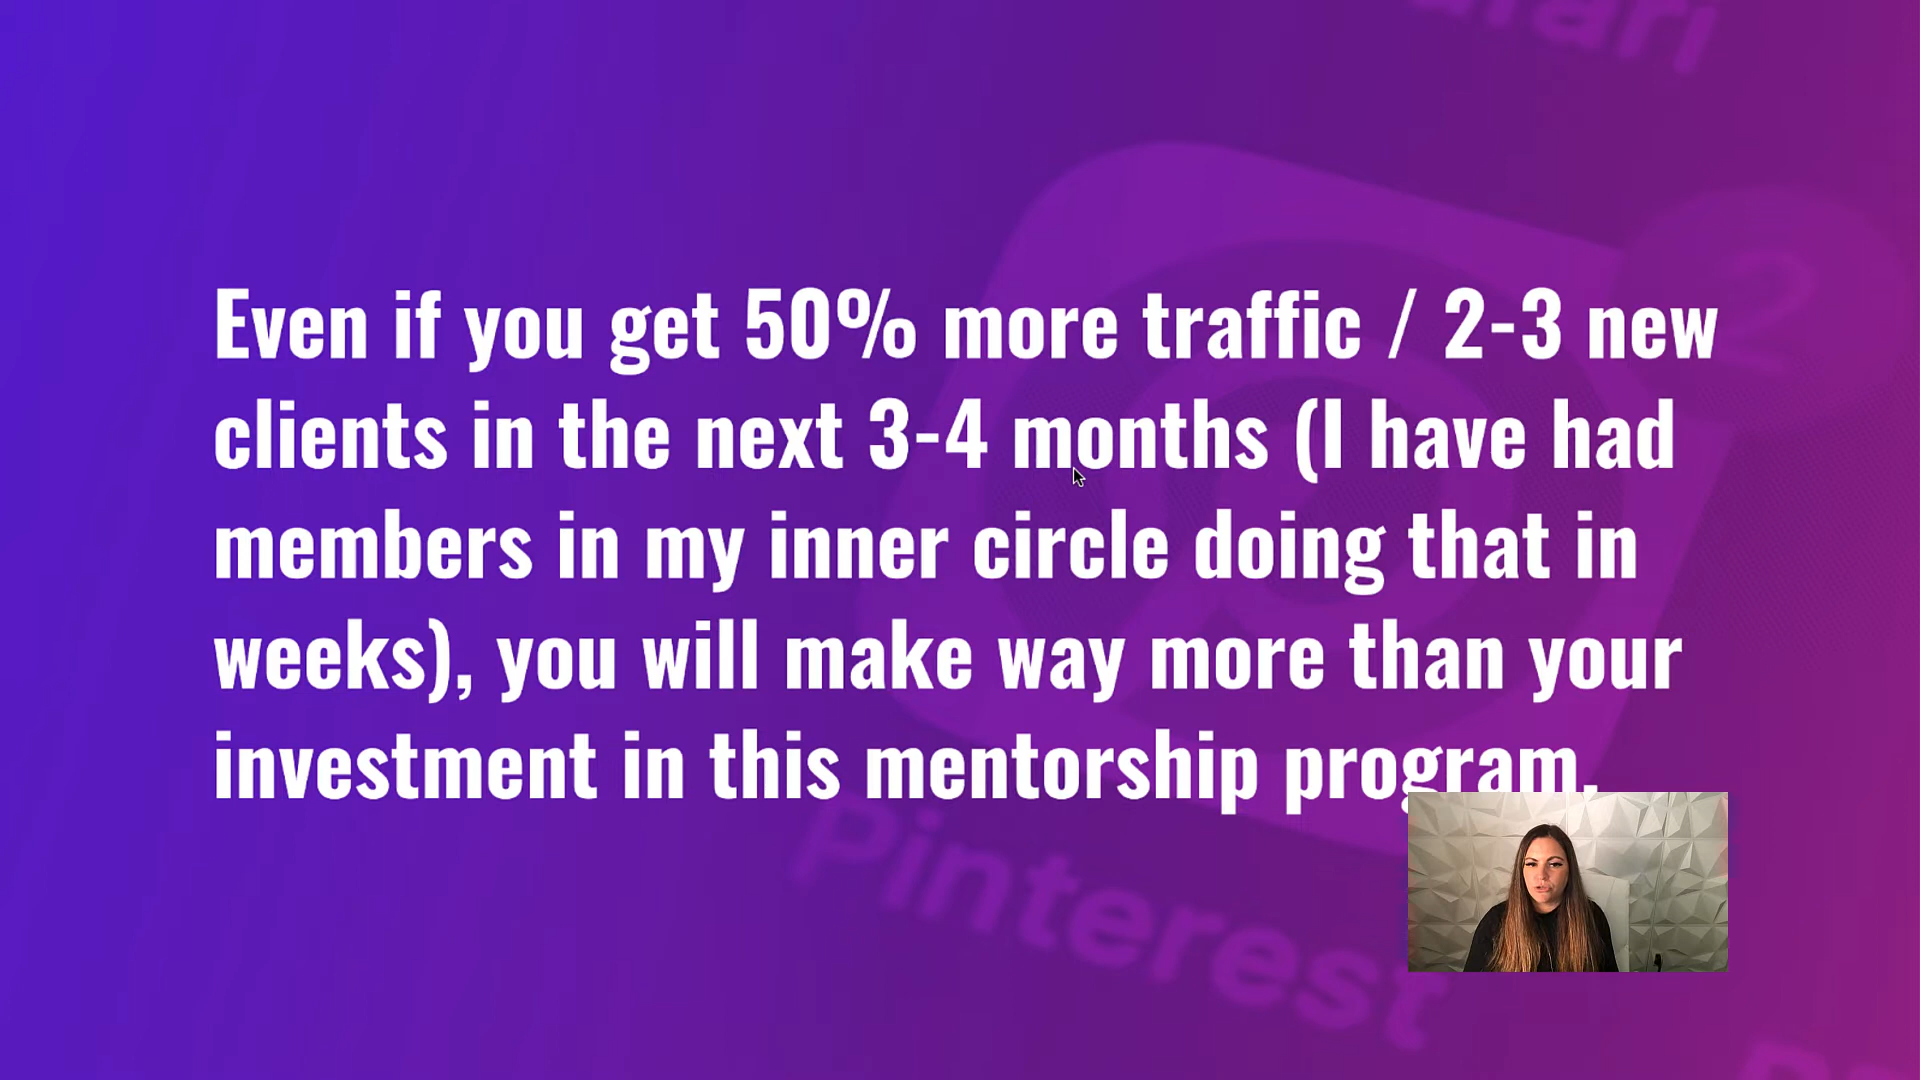 Even if you get 50% more traffic / 2-3 new
clients in the next 3-4 months (I have had
members in my inner circle doing that in
weeks), you will make way more than your
investment in this mentorship program.
2
Pinterest